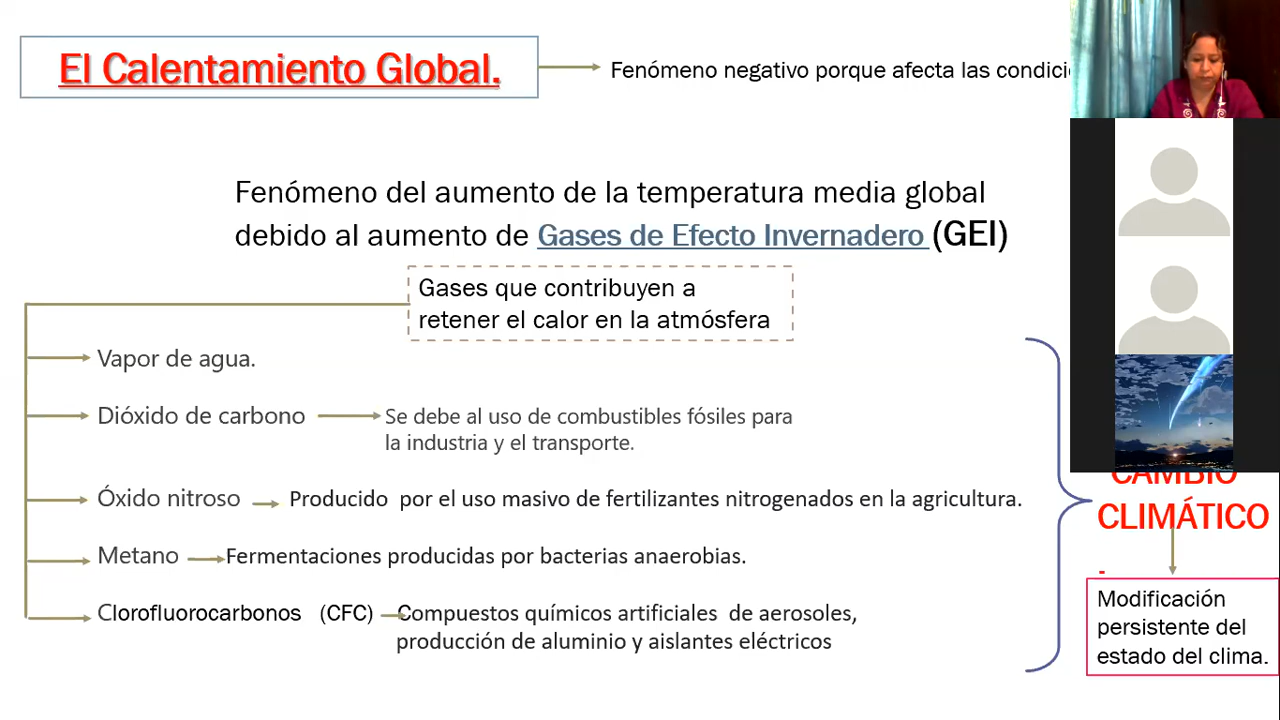 El Calentamiento Global.
Fenómeno negativo porque afecta las
Fenómeno del aumento de la temperatura media global
debido al aumento de Gases de Efecto Invernadero (GEI)
Gases que contribuyen a
retener el calor en la atmósfera
Vapor de agua.
Dióxido de carbono
Se debe al uso de combustibles fósiles para
la industria y el transporte.
Óxido nitroso
Producido por el uso masivo de fertilizantes nitrogenados en la agricultura.
Metano
Fermentaciones producidas por bacterias anaerobias.
Clorofluorocarbonos (CFC)
Compuestos químicos artificiales de aerosoles,
producción de aluminio y aislantes eléctricos
CAMBIO
CLIMÁTICO
Modificación
persistente del
estado del clima.